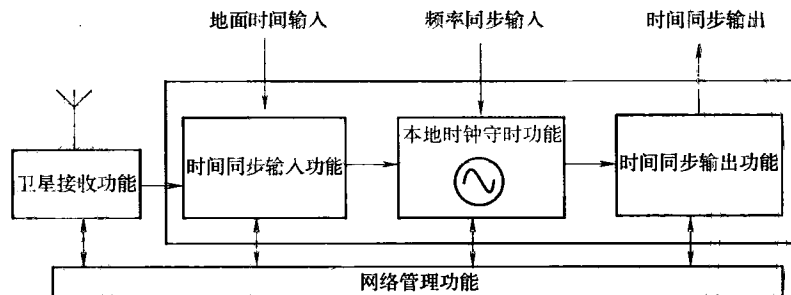 地面时间输入
频率同步输入
时间同步输出
卫星接收功能
时间同步输入功能
本地时钟守时功能
时间同步输出功能
网络管理功能